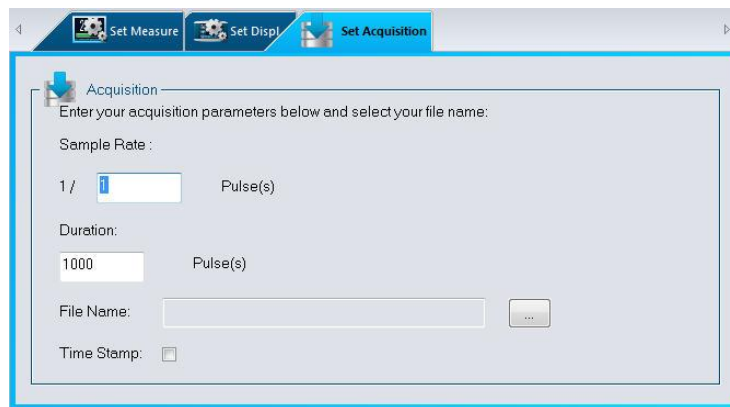 Set Measure
Set Displ
Set Acquisition
Acquisition
Enter your acquisition parameters below and select your file name:
Sample Rate :
1 / 1 Pulse(s)
Duration:
1000 Pulse(s)
File Name:
...
Time Stamp: